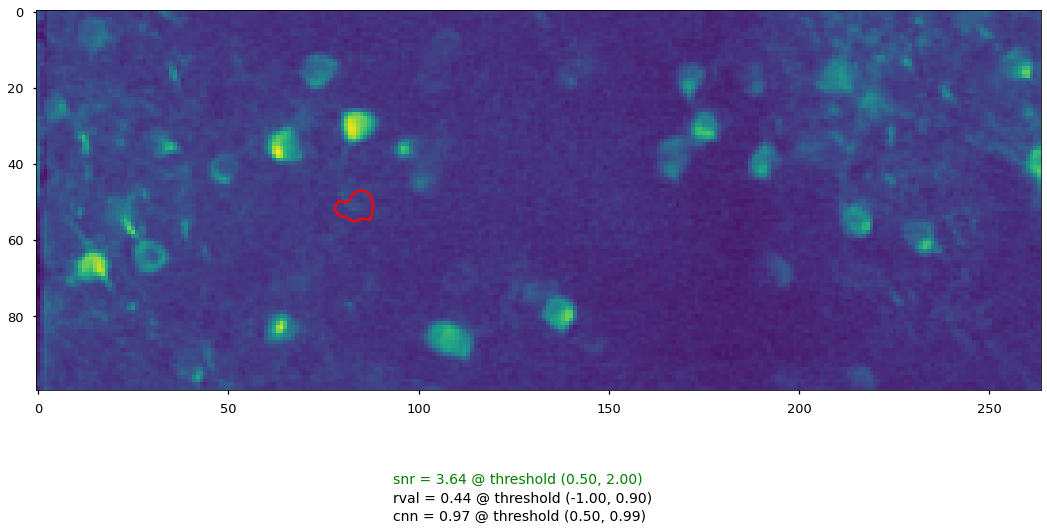 0
20
40
60
80
0 50 100 150 200 250
snr = 3.64 @ threshold (0.50, 2.00)
rval = 0.44 @ threshold (-1.00, 0.90)
cnn = 0.97 @ threshold (0.50, 0.99)